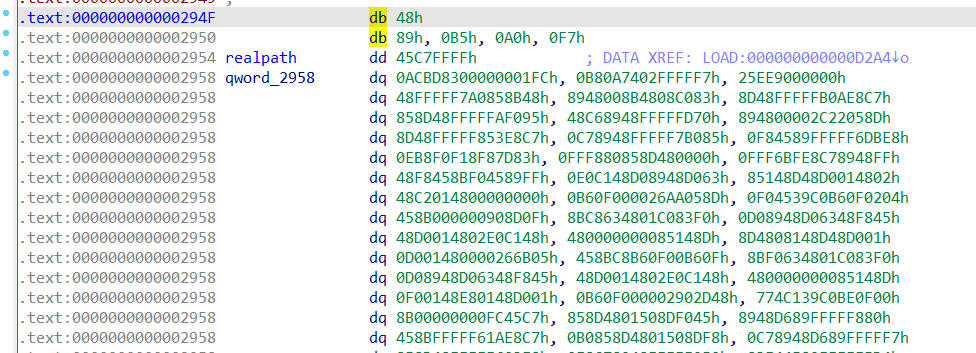 .text:000000000000294F db 48h
.text:0000000000002950 db 89h, 0B5h, 0A0h, 0F7h
.text:0000000000002954 realpath dd 45C7FFFFh ; DATA XREF: LOAD:000000000000D2A4↓o
.text:0000000000002958 qword_2958 dq 0ACBD8300000001FCh, 0B80A7402FFFFF7h, 25EE9000000h
.text:0000000000002958 dq 48FFFFF7A0858B48h, 8948008B4808C083h, 8D48FFFFFB0AE8C7h
.text:0000000000002958 dq 858D48FFFFFAF095h, 48C68948FFFFFD70h, 894800002C22058Dh
.text:0000000000002958 dq 8D48FFFFF853E8C7h, 0C78948FFFFF7B085h, 0F84589FFFFF6DBE8h
.text:0000000000002958 dq 0EB8F0F18F87D83h, 0FFF880858D480000h, 0FFF6BFE8C78948FFh
.text:0000000000002958 dq 48F8458BF04589FFh, 0E0C148D08948D063h, 85148D48D0014802h
.text:0000000000002958 dq 48C2014800000000h, 0B60F000026AA058Dh, 0F04539C0B60F0204h
.text:0000000000002958 dq 458B000000908D0Fh, 8BC8634801C083F0h, 0D08948D06348F845h
.text:0000000000002958 dq 48D0014802E0C148h, 480000000085148Dh, 8D4808148D48D001h
.text:0000000000002958 dq 0D001480000266B05h, 458BC8B60F00B60Fh, 8BF0634801C083F0h
.text:0000000000002958 dq 0D08948D06348F845h, 48D0014802E0C148h, 480000000085148Dh
.text:0000000000002958 dq 0F00148E80148D001h, 0B60F000002902D48h, 774C139C0BE0F00h
.text:0000000000002958 dq 8B00000000FC45C7h, 858D4801508DF045h, 8948D689FFFFF880h
.text:0000000000002958 dq 458BFFFFF61AE8C7h, 0B0858D4801508DF8h, 0C78948D689FFFFF7h